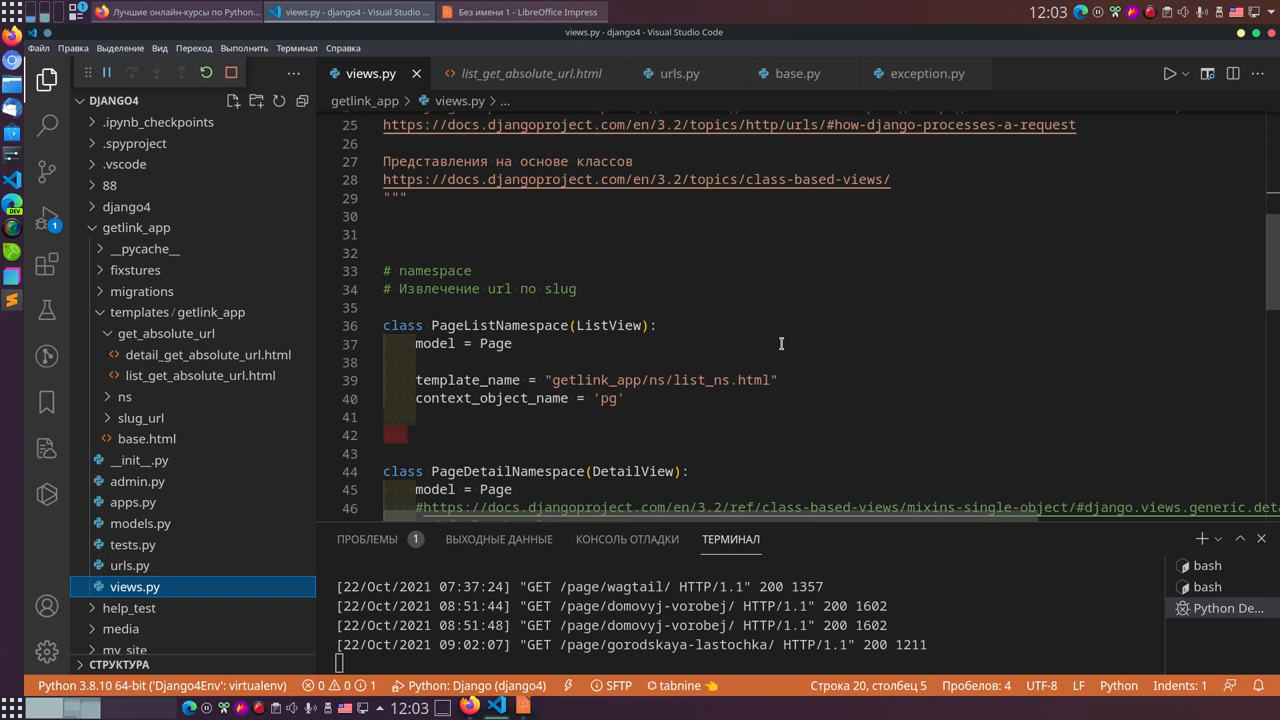 Лучшие онлайн-курсы по Python...
views.py - django4 - Visual Studio ...
Без имени 1 - LibreOffice Impress
12:03
views.py - django4 - Visual Studio Code
Файл Правка Выделение Вид Переход Выполнить Терминал Справка
views.py
list_get_absolute_url.html
urls.py
base.py
exception.py
DJANGO4
getlink_app > views.py > ...
.ipynb_checkpoints
.spyproject
.vscode
88
django4
getlink_app
__pycache__
fixstures
migrations
templates / getlink_app
get_absolute_url
detail_get_absolute_url.html
list_get_absolute_url.html
ns
slug_url
base.html
__init__.py
admin.py
apps.py
models.py
tests.py
urls.py
views.py
help_test
media
my_site
СТРУКТУРА
DEV
1
25 https://docs.djangoproject.com/en/3.2/topics/http/urls/#how-django-processes-a-request
26
27 Представления на основе классов
28 https://docs.djangoproject.com/en/3.2/topics/class-based-views/
29 """
30
31
32
33 # namespace
34 # Извлечение url по slug
35
36 class PageListNamespace(ListView):
37 model = Page
38
39 template_name = "getlink_app/ns/list_ns.html"
40 context_object_name = 'pg'
41
42
43
44 class PageDetailNamespace(DetailView):
45 model = Page
46 #https://docs.djangoproject.com/en/3.2/ref/class-based-views/mixins-single-object/#django.views.generic.det
ПРОБЛЕМЫ 1 ВЫХОДНЫЕ ДАННЫЕ КОНСОЛЬ ОТЛАДКИ ТЕРМИНАЛ
[22/Oct/2021 07:37:24] "GET /page/wagtail/ HTTP/1.1" 200 1357
[22/Oct/2021 08:51:44] "GET /page/domovyj-vorobej/ HTTP/1.1" 200 1602
[22/Oct/2021 08:51:48] "GET /page/domovyj-vorobej/ HTTP/1.1" 200 1602
[22/Oct/2021 09:02:07] "GET /page/gorodskaya-lastochka/ HTTP/1.1" 200 1211
bash
bash
Python De...
Python 3.8.10 64-bit ('Django4Env': virtualenv) 0 0 1 Python: Django (django4) SFTP tabnine Строка 20, столбец 5 Пробелов: 4 UTF-8 LF Python Indents: 1
12:03